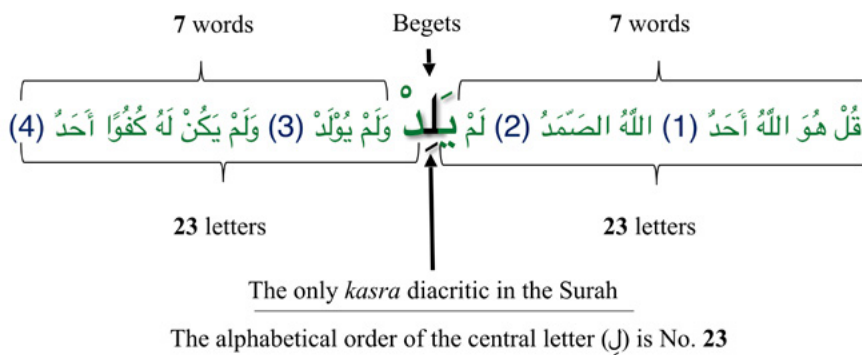 7 words Begets 7 words
قُلْ هُوَ اللَّهُ أَحَدٌ (1) اللَّهُ الصَّمَدُ (2) لَمْ يَلِدْ وَلَمْ يُوْلَدْ (3) وَلَمْ يَكُنْ لَهُ كُفُوًا أَحَدٌ (4)
23 letters 23 letters
The only kasra diacritic in the Surah
The alphabetical order of the central letter (لِ) is No. 23